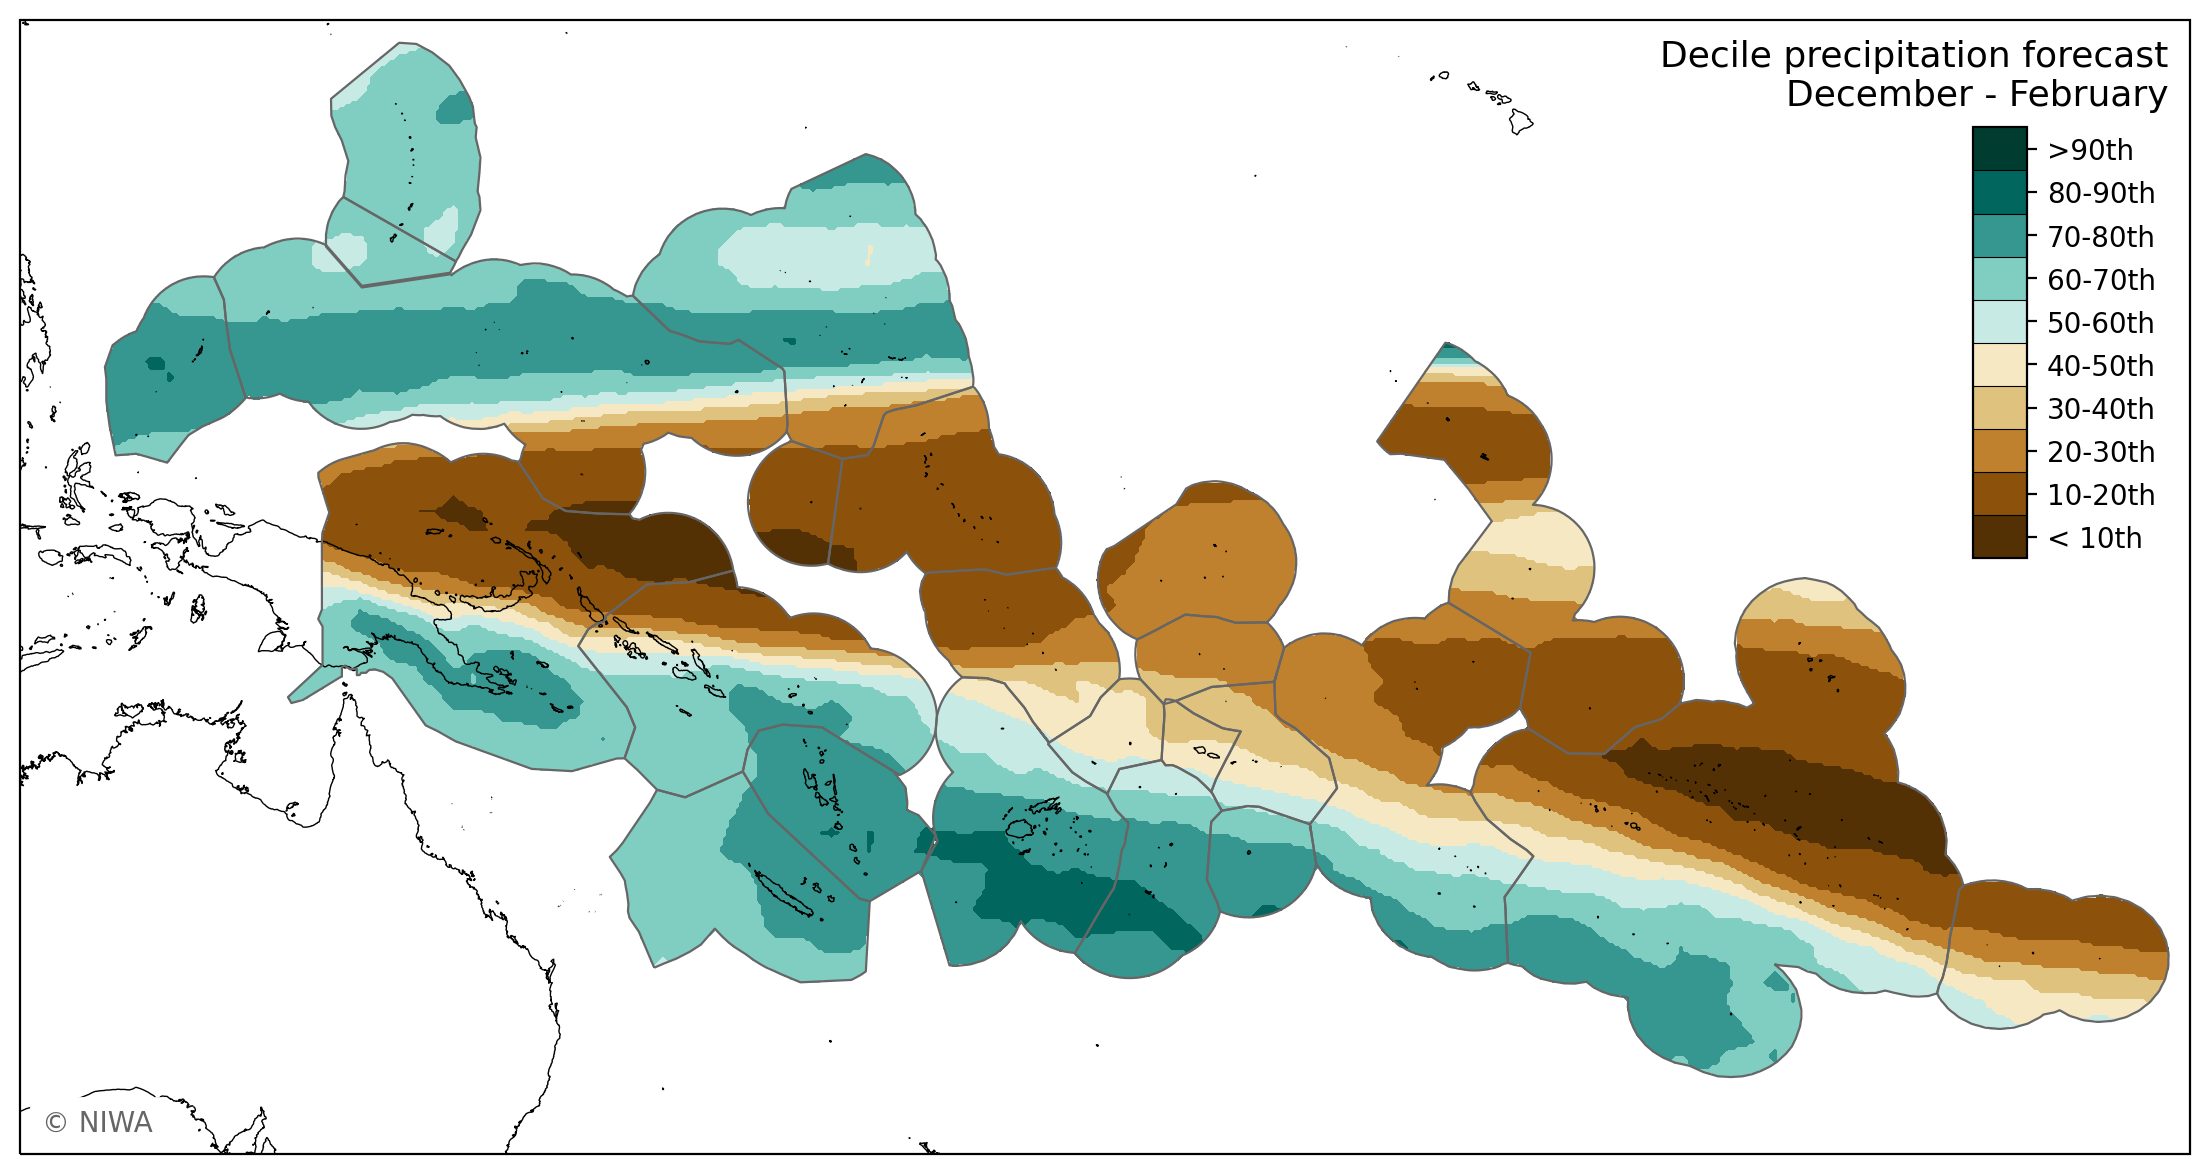 Decile precipitation forecast
December - February
>90th
80-90th
70-80th
60-70th
50-60th
40-50th
30-40th
20-30th
10-20th
< 10th
© NIWA